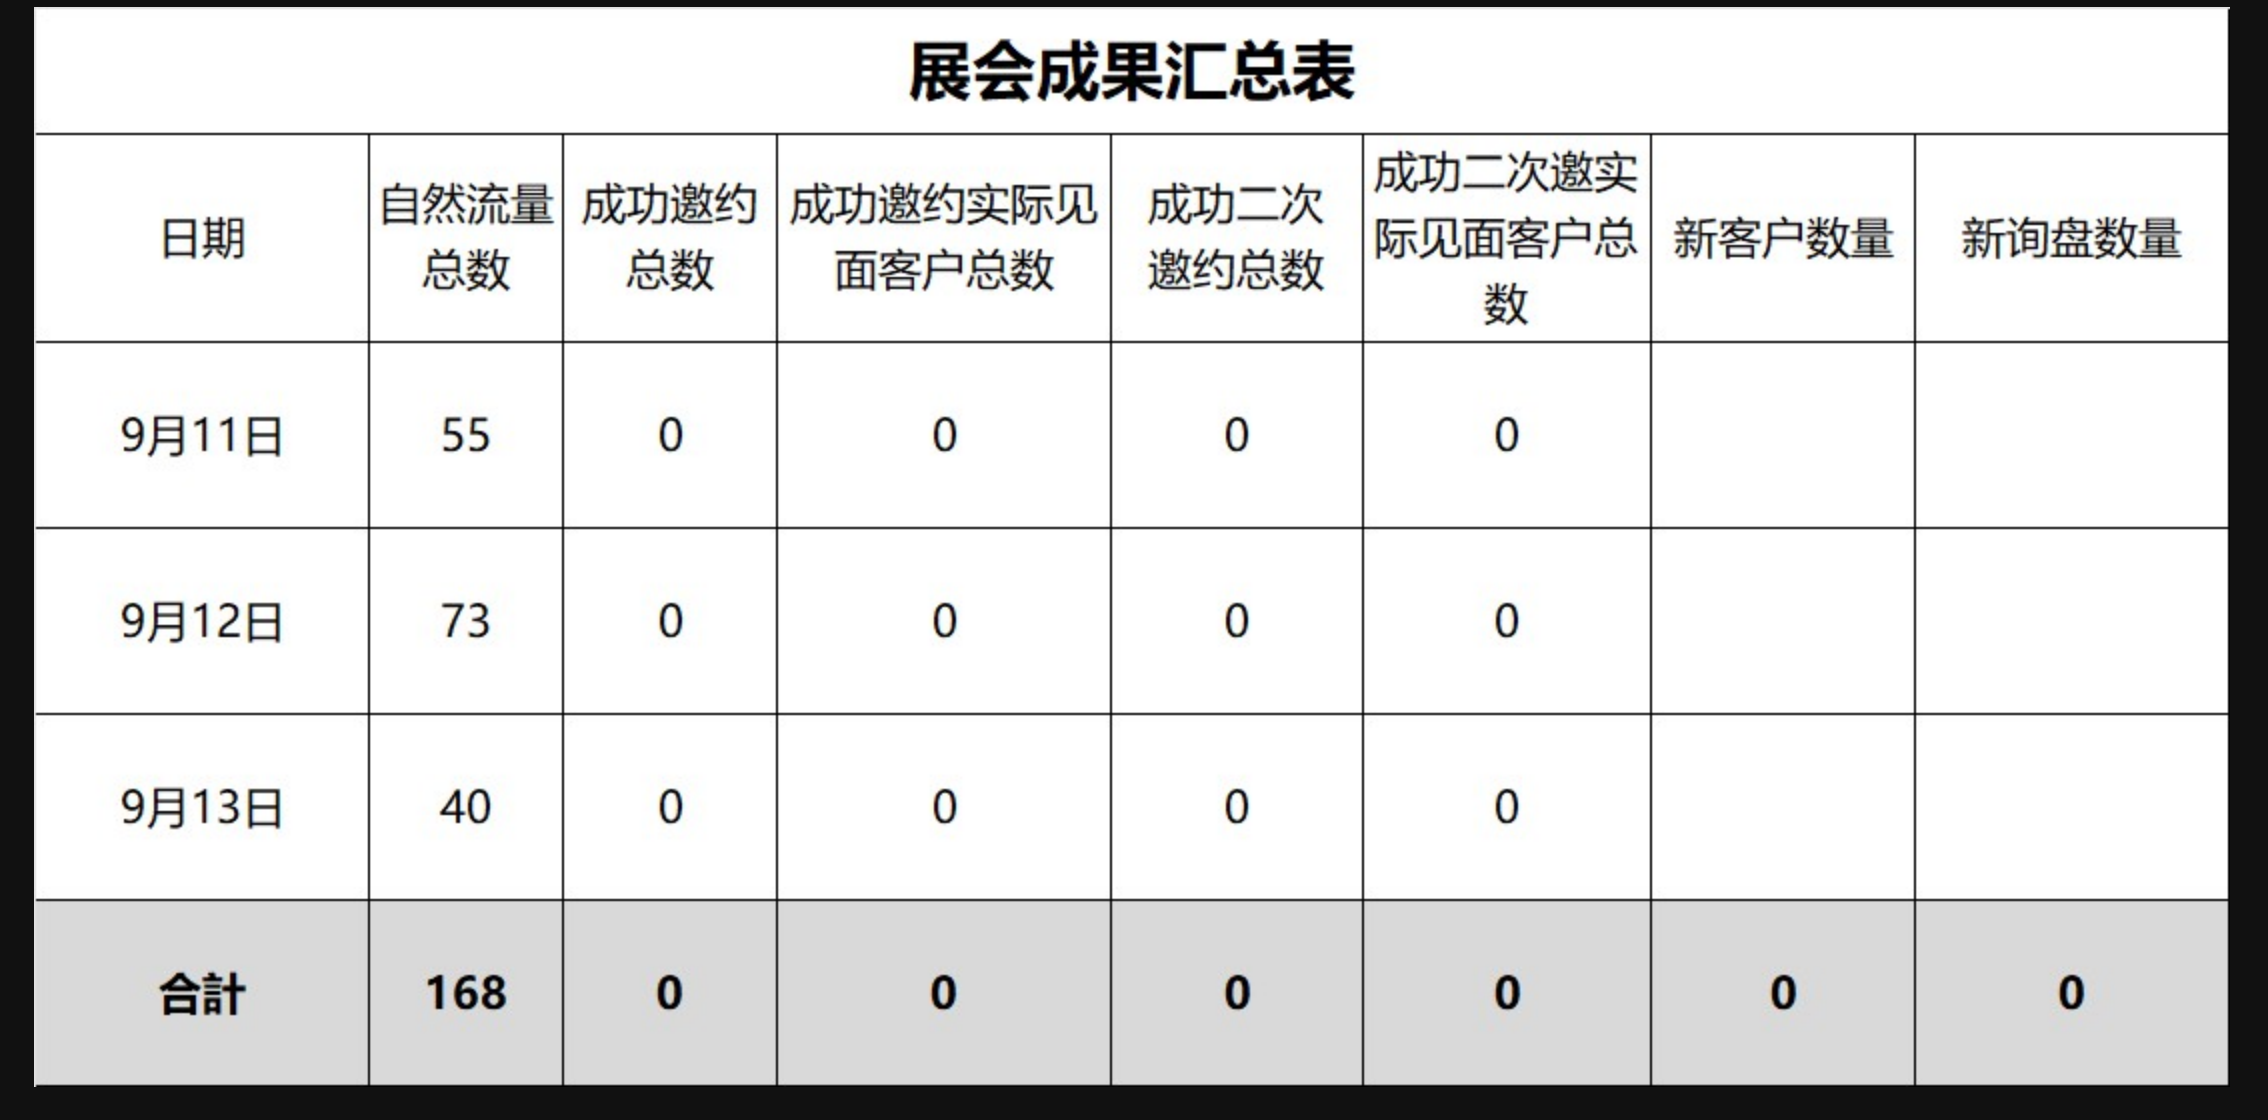 展会成果汇总表
日期
自然流量
总数
成功邀约
总数
成功邀约实际见
面客户总数
成功二次
邀约总数
成功二次邀实
际见面客户总
数
新客户数量
新询盘数量
9月11日 55 0 0 0 0
9月12日 73 0 0 0 0
9月13日 40 0 0 0 0
合計 168 0 0 0 0 0 0